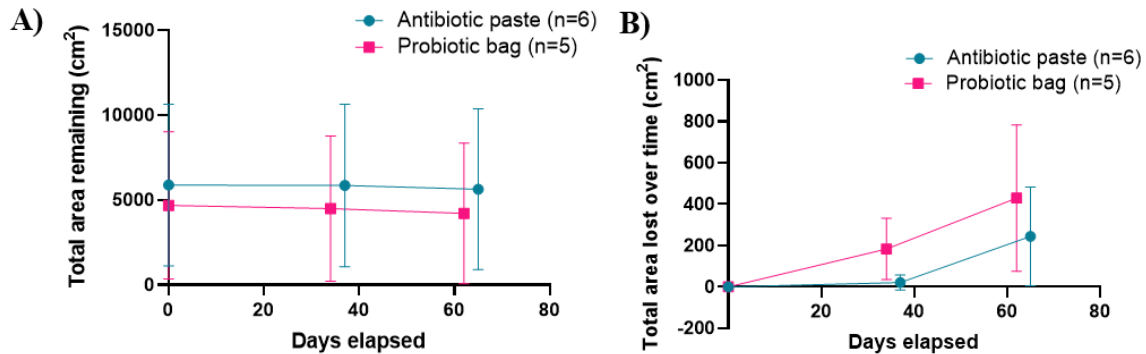 A)
Antibiotic paste (n=6)
Probiotic bag (n=5)
Total area remaining (cm²)
15000
10000
5000
0
0 20 40 60 80
Days elapsed
B)
Antibiotic paste (n=6)
Probiotic bag (n=5)
Total area lost over time (cm²)
1000
800
600
400
200
0
-200
20 40 60 80
Days elapsed